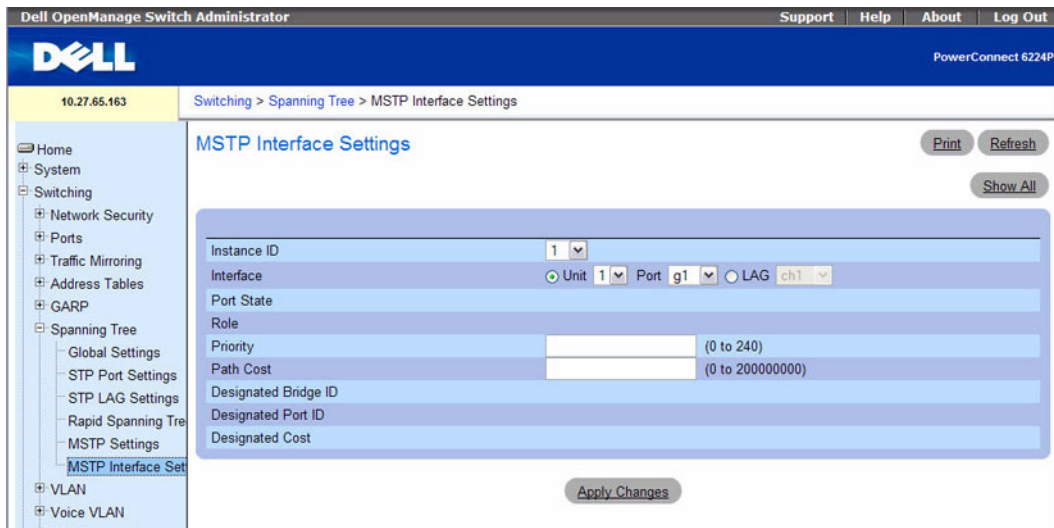 Dell OpenManage Switch Administrator
Support Help About Log Out
DELL
PowerConnect 6224P
10.27.65.163
Switching > Spanning Tree > MSTP Interface Settings
Home
System
Switching
Network Security
Ports
Traffic Mirroring
Address Tables
GARP
Spanning Tree
Global Settings
STP Port Settings
STP LAG Settings
Rapid Spanning Tre
MSTP Settings
MSTP Interface Set
VLAN
Voice VLAN
MSTP Interface Settings
Print Refresh
Show All
Instance ID 1
Interface Unit 1 Port g1 LAG ch1
Port State
Role
Priority (0 to 240)
Path Cost (0 to 200000000)
Designated Bridge ID
Designated Port ID
Designated Cost
Apply Changes